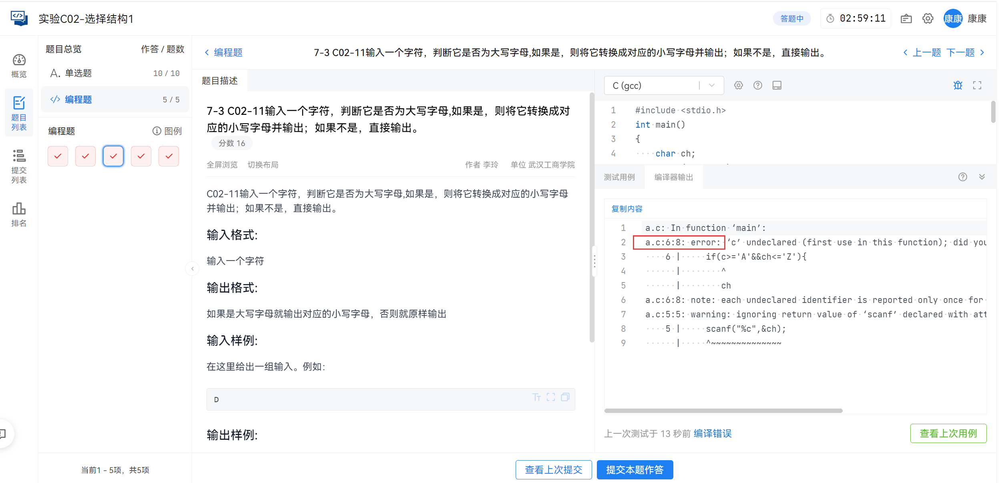 实验C02-选择结构1
答题中
02:59:11
康康
康康
概览
题目
列表
提交
列表
排名
题目总览
作答 / 题数
A. 单选题
10 / 10
</> 编程题
5 / 5
编程题
图例
当前1 - 5项，共5项
编程题
7-3 C02-11输入一个字符，判断它是否为大写字母,如果是，则将它转换成对应的小写字母并输出；如果不是，直接输出。
上一题
下一题
题目描述
7-3 C02-11输入一个字符，判断它是否为大写字母,如果是，则将它转换成对
应的小写字母并输出；如果不是，直接输出。
分数 16
全屏浏览
切换布局
作者 李玲
单位 武汉工商学院
C02-11输入一个字符，判断它是否为大写字母,如果是，则将它转换成对应的小写字母
并输出；如果不是，直接输出。
输入格式:
输入一个字符
输出格式:
如果是大写字母就输出对应的小写字母，否则就原样输出
输入样例:
在这里给出一组输入。例如：
D
输出样例:
C (gcc)
1 #include <stdio.h>
2 int main()
3 {
4 char ch;
测试用例
编译器输出
复制内容
1 a.c: In function ‘main’:
2 a.c:6:8: error: ‘c’ undeclared (first use in this function); did you
3 6 | if(c>='A'&&ch<='Z'){
4 | ^
5 | ch
6 a.c:6:8: note: each undeclared identifier is reported only once for
7 a.c:5:5: warning: ignoring return value of ‘scanf’ declared with att
8 5 | scanf("%c",&ch);
9 | ^~~~~~~~~~~~~~~
上一次测试于 13 秒前 编译错误
查看上次用例
查看上次提交
提交本题作答